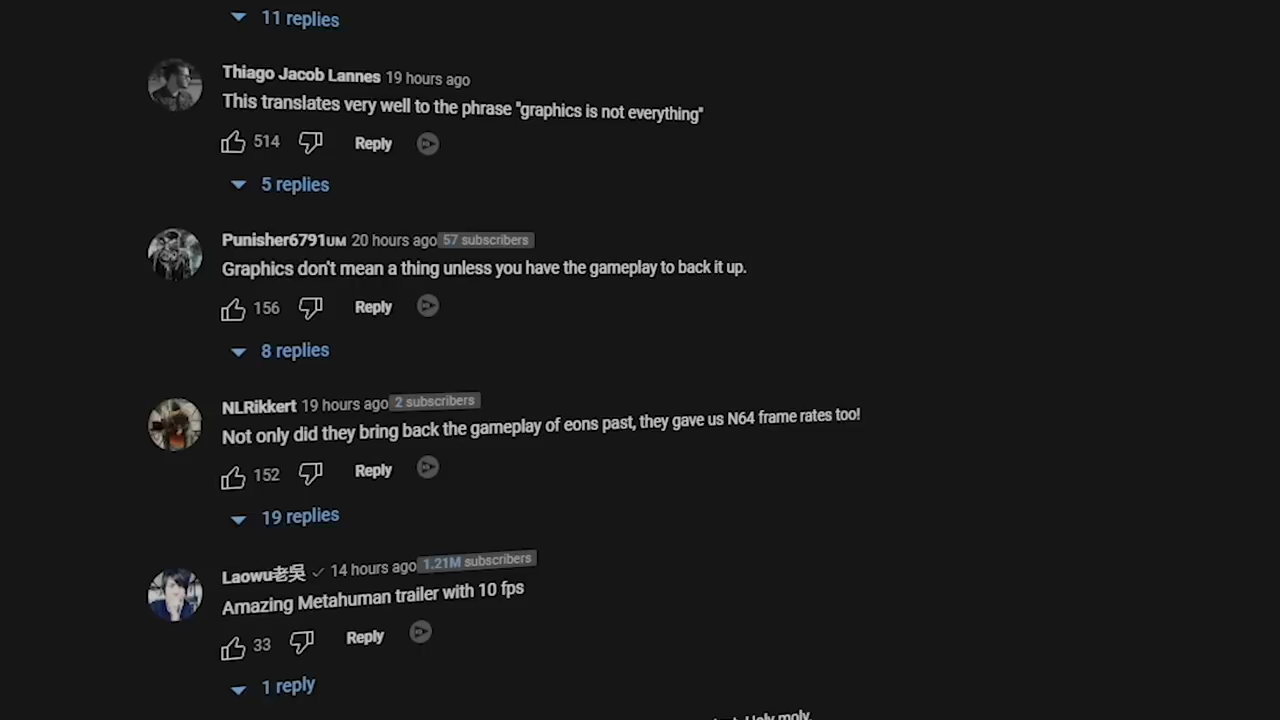 11 replies
Thiago Jacob Lannes 19 hours ago
This translates very well to the phrase "graphics is not everything"
514 Reply
5 replies
Punisher6791UM 20 hours ago 57 subscribers
Graphics don't mean a thing unless you have the gameplay to back it up.
156 Reply
8 replies
NLRikkert 19 hours ago 2 subscribers
Not only did they bring back the gameplay of eons past, they gave us N64 frame rates too!
152 Reply
19 replies
Laowu老吳 14 hours ago 1.21M subscribers
Amazing Metahuman trailer with 10 fps
33 Reply
1 reply
Holy moly.